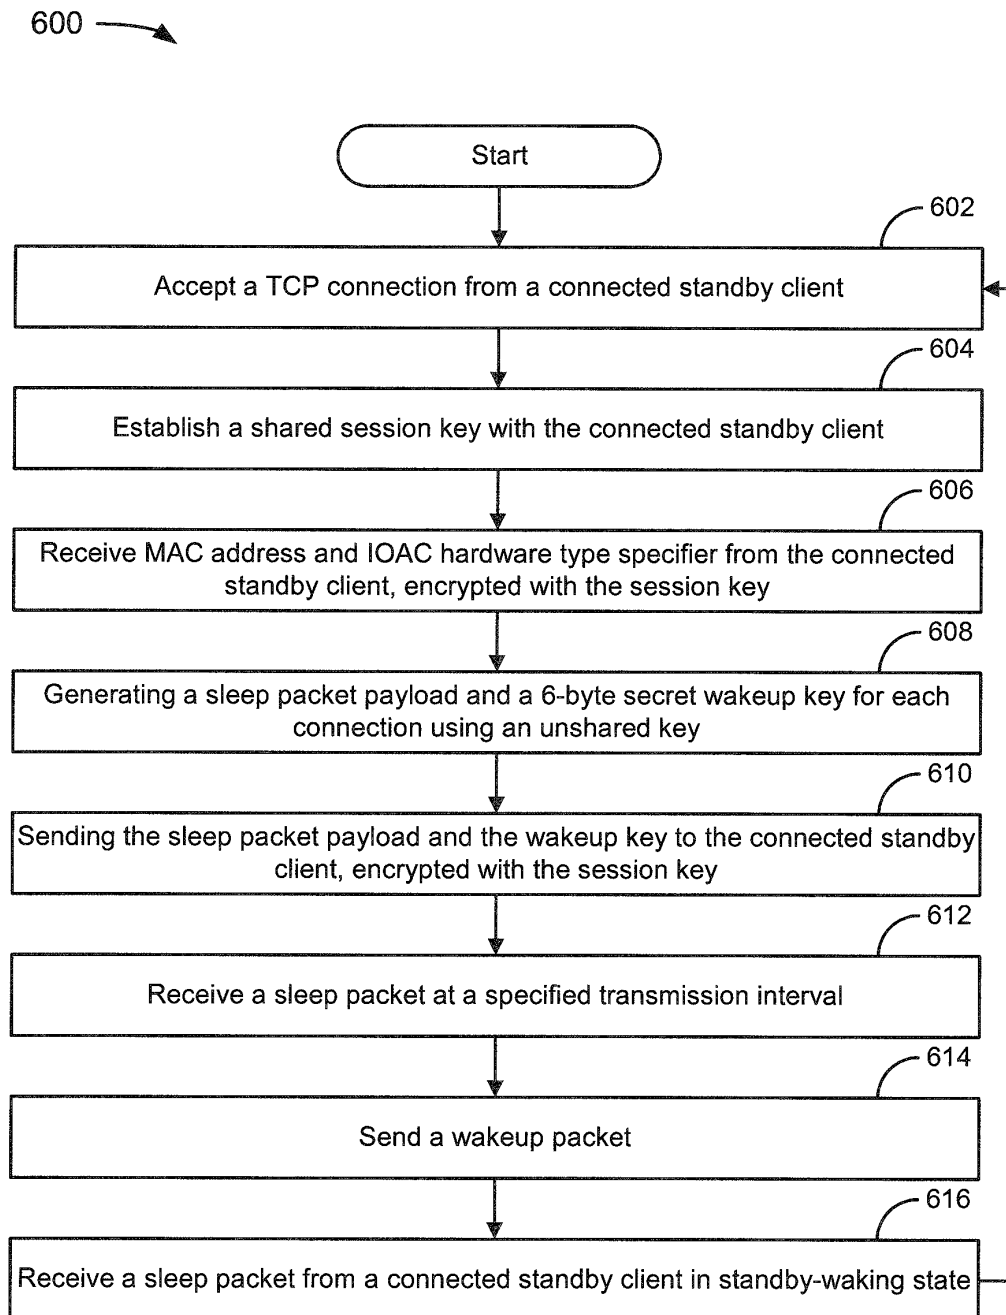 600
Start
602
Accept a TCP connection from a connected standby client
604
Establish a shared session key with the connected standby client
606
Receive MAC address and IOAC hardware type specifier from the connected
standby client, encrypted with the session key
608
Generating a sleep packet payload and a 6-byte secret wakeup key for each
connection using an unshared key
610
Sending the sleep packet payload and the wakeup key to the connected standby
client, encrypted with the session key
612
Receive a sleep packet at a specified transmission interval
614
Send a wakeup packet
616
Receive a sleep packet from a connected standby client in standby-waking state